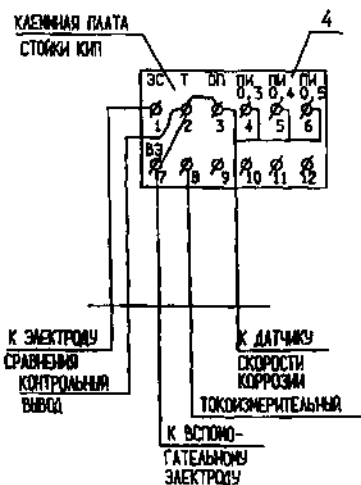 КЛЕММНАЯ ПЛАТА
СТОЙКИ КИП
4
ЭС Т ОП ПИ ПИ ПИ
0,3 0,4 0,5
1 2 3 4 5 6
ВЭ
7 8 9 10 11 12
К ЭЛЕКТРОДУ
СРАВНЕНИЯ
КОНТРОЛЬНЫЙ
ВЫВОД
К ДАТЧИКУ
СКОРОСТИ
КОРРОЗИИ
ТОКОИЗМЕРИТЕЛЬНЫЙ
К ВСПОМО-
ГАТЕЛЬНОМУ
ЭЛЕКТРОДУ